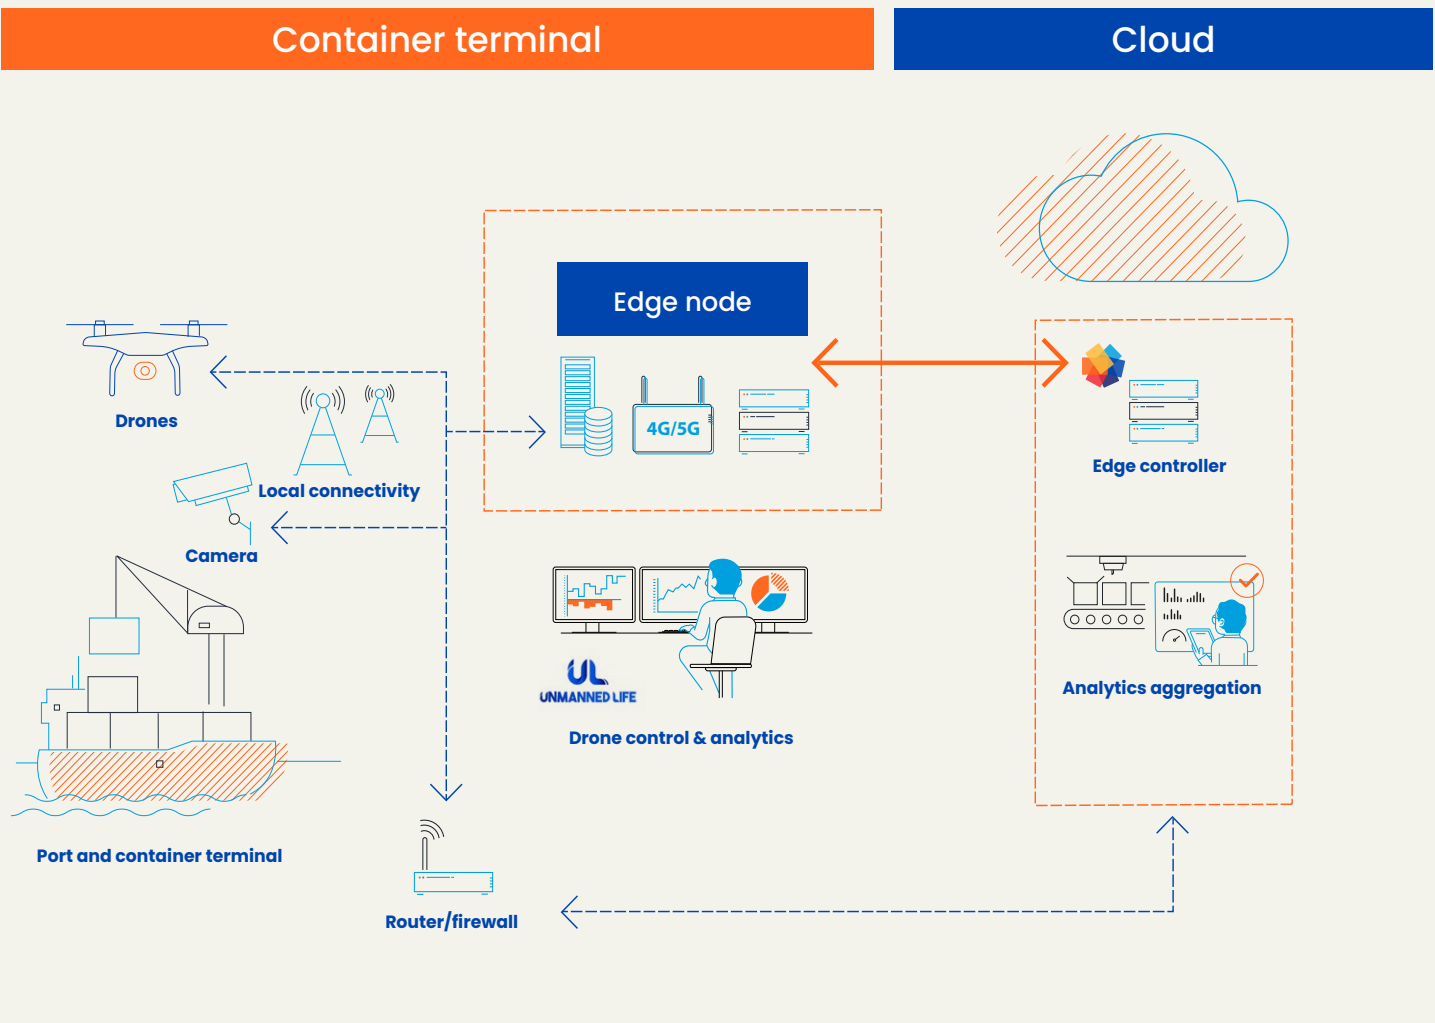 Container terminal
Cloud
Edge node
4G/5G
Drones
Local connectivity
Camera
Edge controller
UL
UNMANNED LIFE
Drone control & analytics
Analytics aggregation
Port and container terminal
Router/firewall